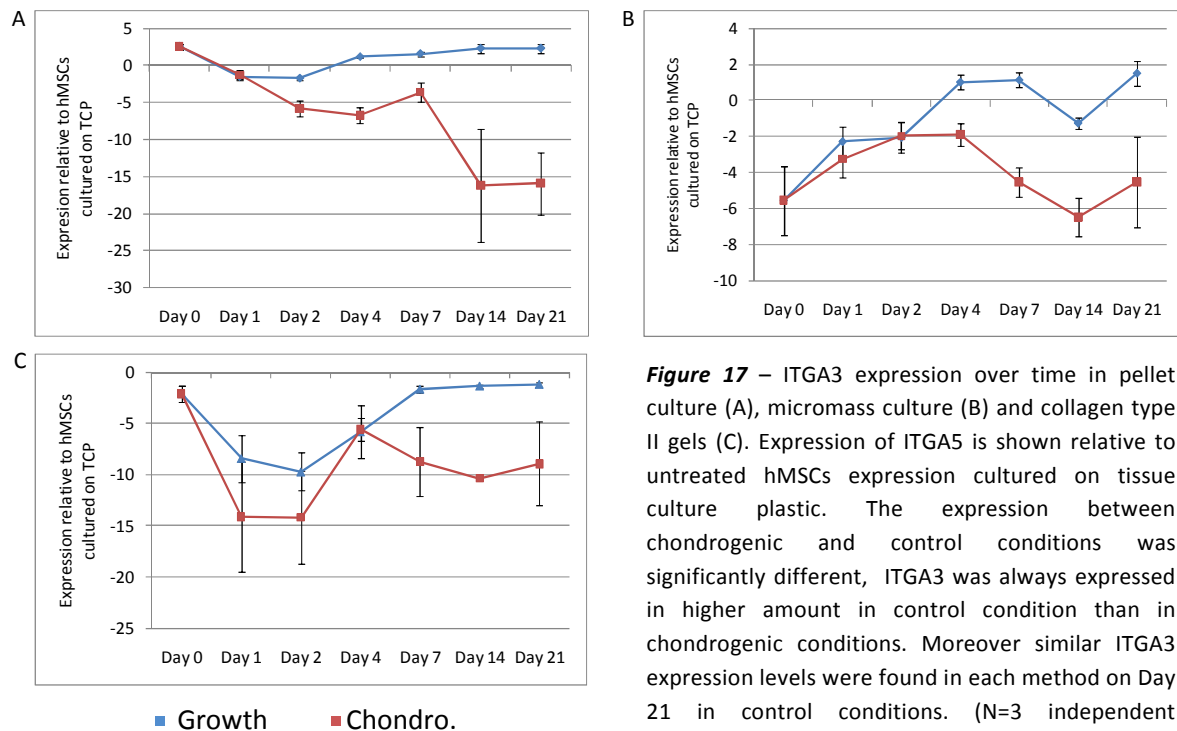 A
Expresion relative to hMSCs
cultured on TCP
5
0
-5
-10
-15
-20
-25
-30
Day 0 Day 1 Day 2 Day 4 Day 7 Day 14 Day 21
B
Expression relative to hMSCs
cultured on TCP
4
2
0
-2
-4
-6
-8
-10
Day 0 Day 1 Day 2 Day 4 Day 7 Day 14 Day 21
C
Expression relative to hMSCs
cultured on TCP
0
-5
-10
-15
-20
-25
Day 0 Day 1 Day 2 Day 4 Day 7 Day 14 Day 21
Growth Chondro.
Figure 17 – ITGA3 expression over time in pellet
culture (A), micromass culture (B) and collagen type
II gels (C). Expression of ITGA5 is shown relative to
untreated hMSCs expression cultured on tissue
culture plastic. The expression between
chondrogenic and control conditions was
significantly different, ITGA3 was always expressed
in higher amount in control condition than in
chondrogenic conditions. Moreover similar ITGA3
expression levels were found in each method on Day
21 in control conditions. (N=3 independent